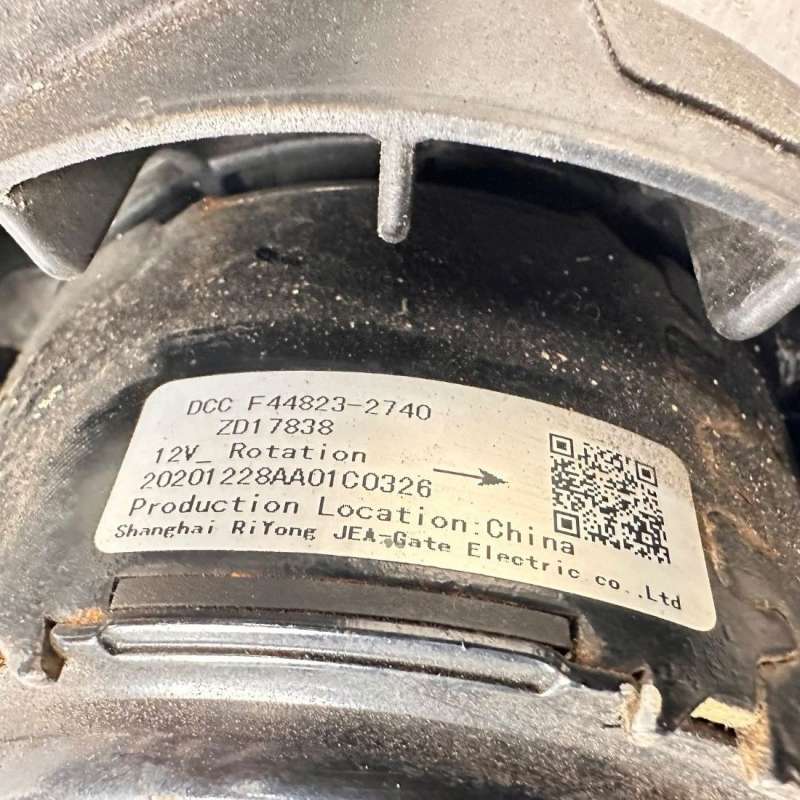 DCC F44823-2740
ZD17838
12V_ Rotation
20201228AA01C0326
Production Location:China
Shanghai RiYong JEA-Gate Electric co.,Ltd